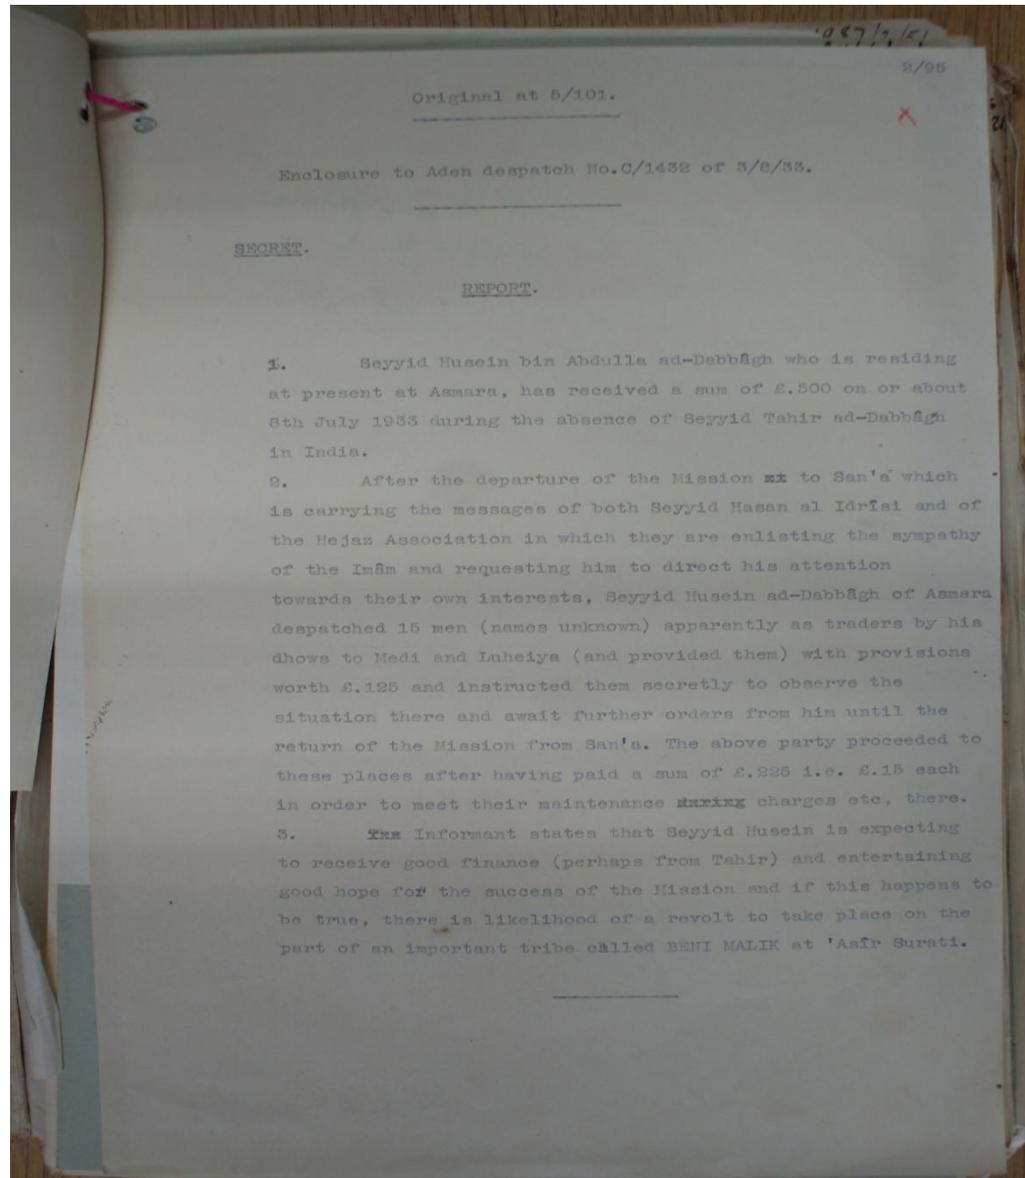 2/95
Original at 5/101.
Enclosure to Aden despatch No.C/1432 of 3/8/33.
SECRET.
REPORT.
1. Seyyid Husein bin Abdulla ad-Dabbâgh who is residing
at present at Asmara, has received a sum of £.500 on or about
8th July 1933 during the absence of Seyyid Tahir ad-Dabbâgh
in India.
2. After the departure of the Mission to San'a which
is carrying the messages of both Seyyid Hasan al Idrîsi and of
the Hejaz Association in which they are enlisting the sympathy
of the Imâm and requesting him to direct his attention
towards their own interests, Seyyid Husein ad-Dabbâgh of Asmara
despatched 15 men (names unknown) apparently as traders by his
dhows to Medi and Luheiya (and provided them) with provisions
worth £.125 and instructed them secretly to observe the
situation there and await further orders from him until the
return of the Mission from San'a. The above party proceeded to
these places after having paid a sum of £.225 i.e. £.15 each
in order to meet their maintenance charges etc, there.
3. Informant states that Seyyid Husein is expecting
to receive good finance (perhaps from Tahir) and entertaining
good hope for the success of the Mission and if this happens to
be true, there is likelihood of a revolt to take place on the
part of an important tribe called BENI MALIK at 'Asîr Surati.